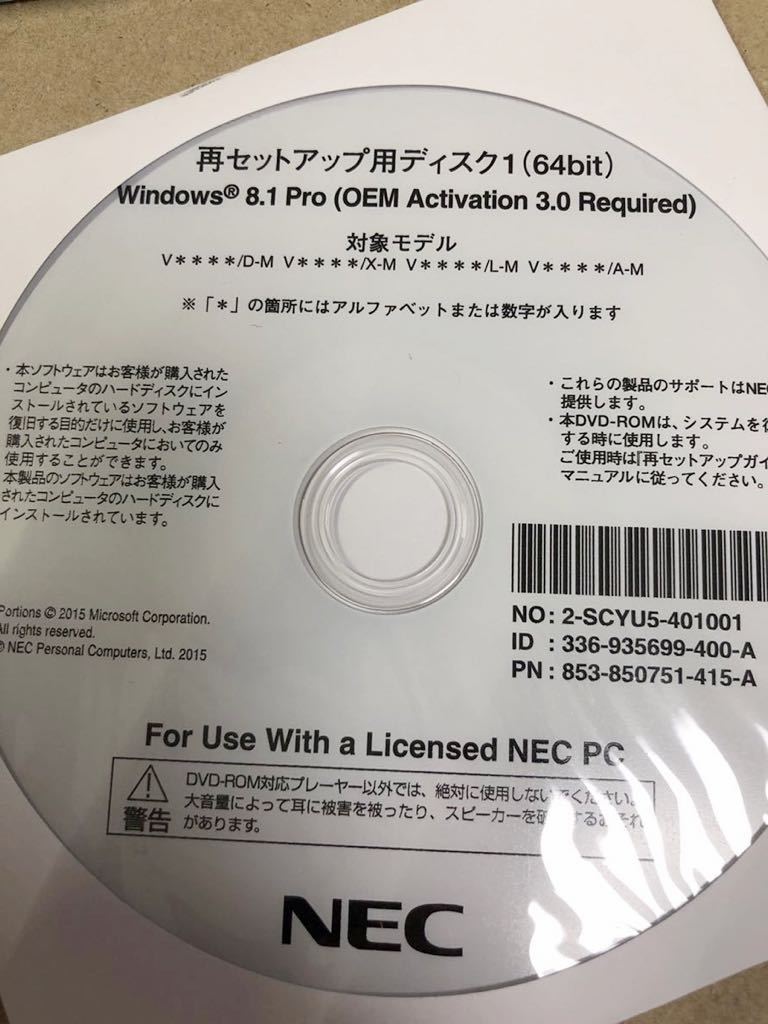 再セットアップ用ディスク1(64bit)
Windows® 8.1 Pro (OEM Activation 3.0 Required)
対象モデル
V＊＊＊＊/D-M V＊＊＊＊/X-M V＊＊＊＊/L-M V＊＊＊＊/A-M
※「＊」の箇所にはアルファベットまたは数字が入ります
・本ソフトウェアはお客様が購入された
コンピュータのハードディスクにイン
ストールされているソフトウェアを
復旧する目的だけに使用し、お客様が
購入されたコンピュータにおいてのみ
使用することができます。
本製品のソフトウェアはお客様が購入
されたコンピュータのハードディスクに
インストールされています。
・これらの製品のサポートはNEC
提供します。
・本DVD-ROMは、システムを復
する時に使用します。
ご使用時は『再セットアップガイ
マニュアルに従ってください。
Portions © 2015 Microsoft Corporation.
All rights reserved.
© NEC Personal Computers, Ltd. 2015
NO : 2-SCYU5-401001
ID : 336-935699-400-A
PN : 853-850751-415-A
For Use With a Licensed NEC PC
警告
DVD-ROM対応プレーヤー以外では、絶対に使用しないでください。
大音量によって耳に被害を被ったり、スピーカーを破するおそれ
があります。
NEC